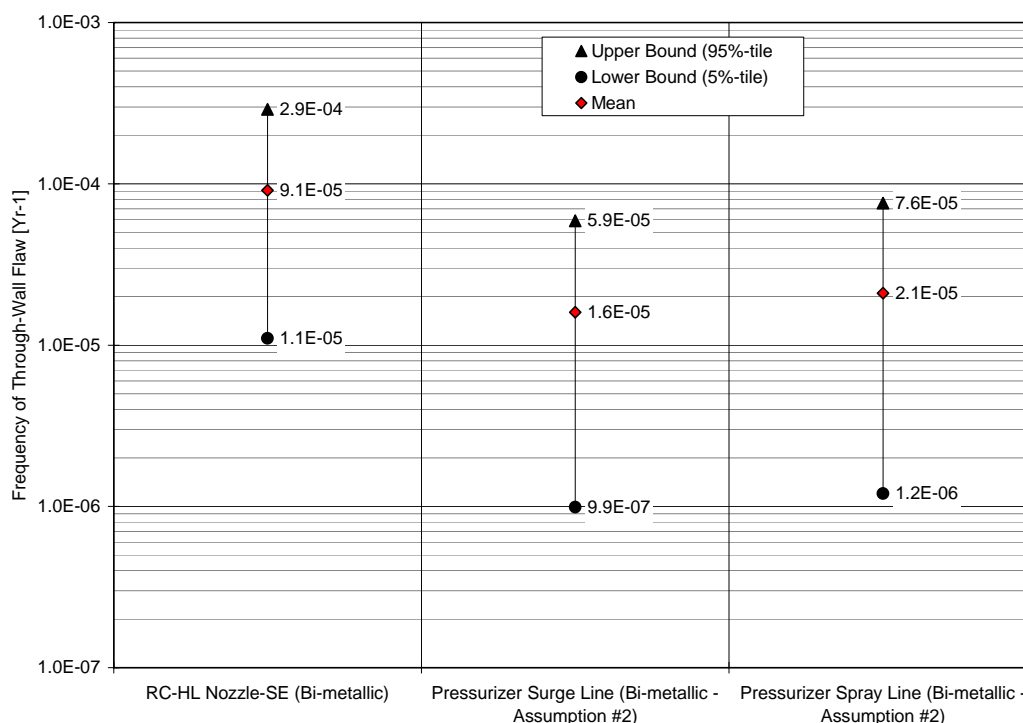 1.0E-03
1.0E-04
1.0E-05
1.0E-06
1.0E-07
Frequency of Through-Wall Flaw [Yr-1]
Upper Bound (95%-tile
Lower Bound (5%-tile)
Mean
2.9E-04
9.1E-05
1.1E-05
5.9E-05
1.6E-05
9.9E-07
7.6E-05
2.1E-05
1.2E-06
RC-HL Nozzle-SE (Bi-metallic)
Pressurizer Surge Line (Bi-metallic -
Assumption #2)
Pressurizer Spray Line (Bi-metallic -
Assumption #2)